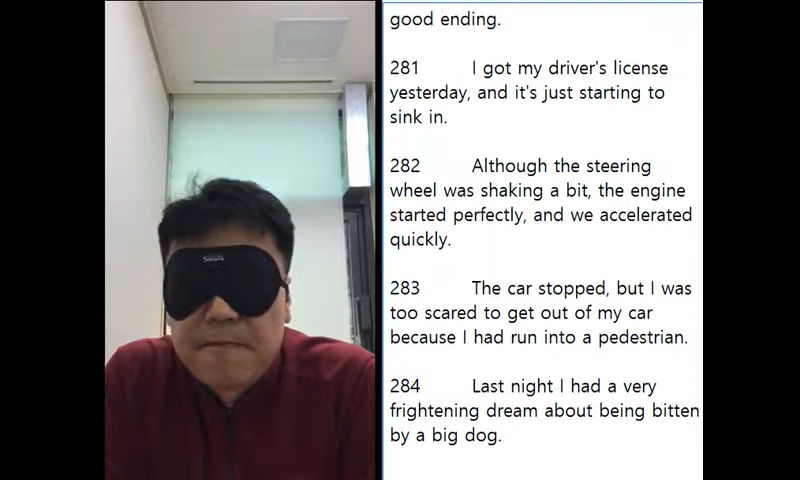 good ending.
281 I got my driver's license
yesterday, and it's just starting to
sink in.
282 Although the steering
wheel was shaking a bit, the engine
started perfectly, and we accelerated
quickly.
283 The car stopped, but I was
too scared to get out of my car
because I had run into a pedestrian.
284 Last night I had a very
frightening dream about being bitten
by a big dog.